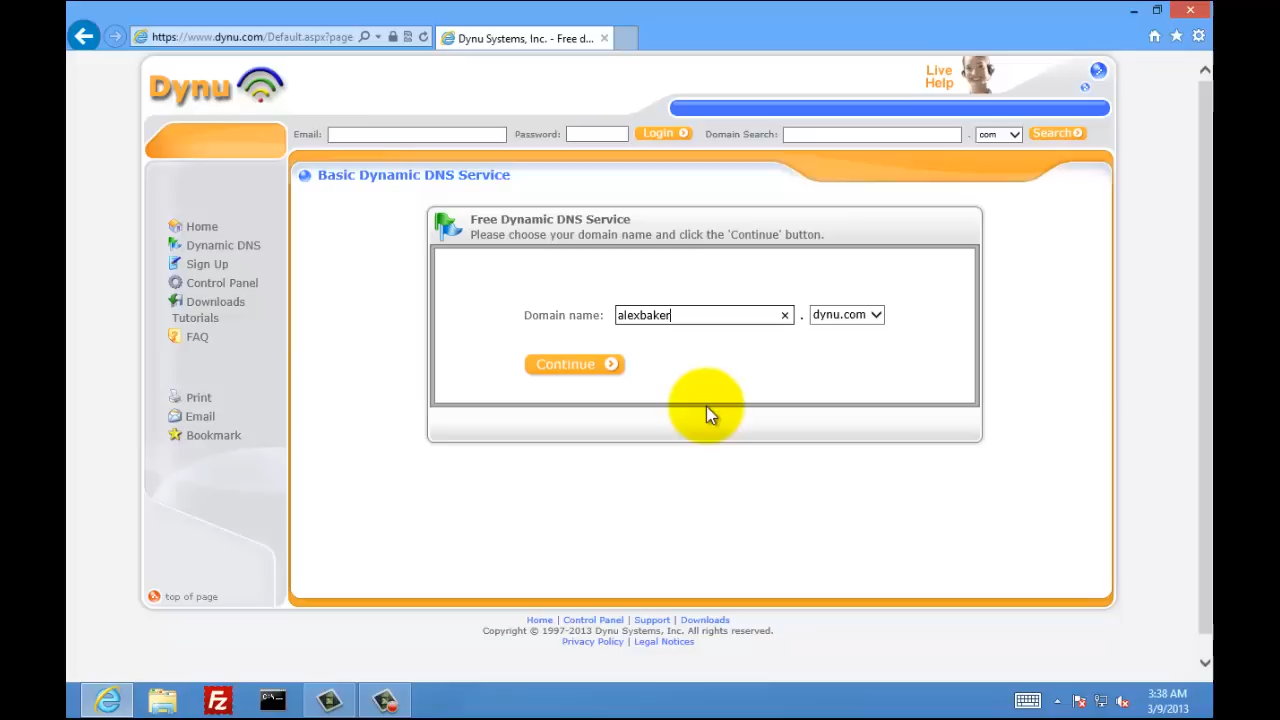 https://www.dynu.com/Default.aspx?page
Dynu Systems, Inc. - Free d...
Dynu
Live
Help
Email:
Password:
Login
Domain Search:
. com
Search
Basic Dynamic DNS Service
Free Dynamic DNS Service
Please choose your domain name and click the 'Continue' button.
Home
Dynamic DNS
Sign Up
Control Panel
Downloads
Tutorials
FAQ
Domain name: alexbaker . dynu.com
Continue
Print
Email
Bookmark
top of page
Home | Control Panel | Support | Downloads
Copyright © 1997-2013 Dynu Systems, Inc. All rights reserved.
Privacy Policy | Legal Notices
Fz
3:38 AM
3/9/2013